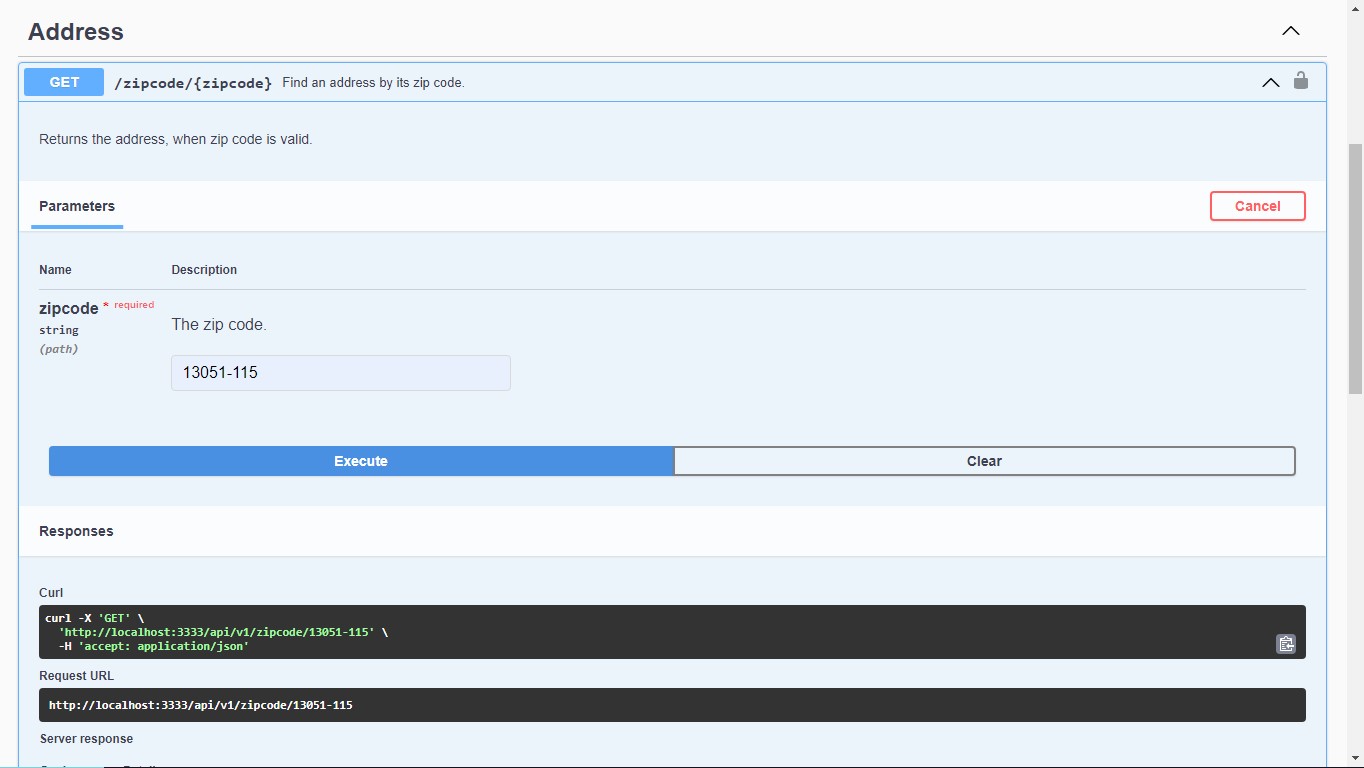 Address
GET /zipcode/{zipcode} Find an address by its zip code.
Returns the address, when zip code is valid.
Parameters
Cancel
Name Description
zipcode * required
string
(path)
The zip code.
13051-115
Execute Clear
Responses
Curl
curl -X 'GET' \
'http://localhost:3333/api/v1/zipcode/13051-115' \
-H 'accept: application/json'
Request URL
http://localhost:3333/api/v1/zipcode/13051-115
Server response